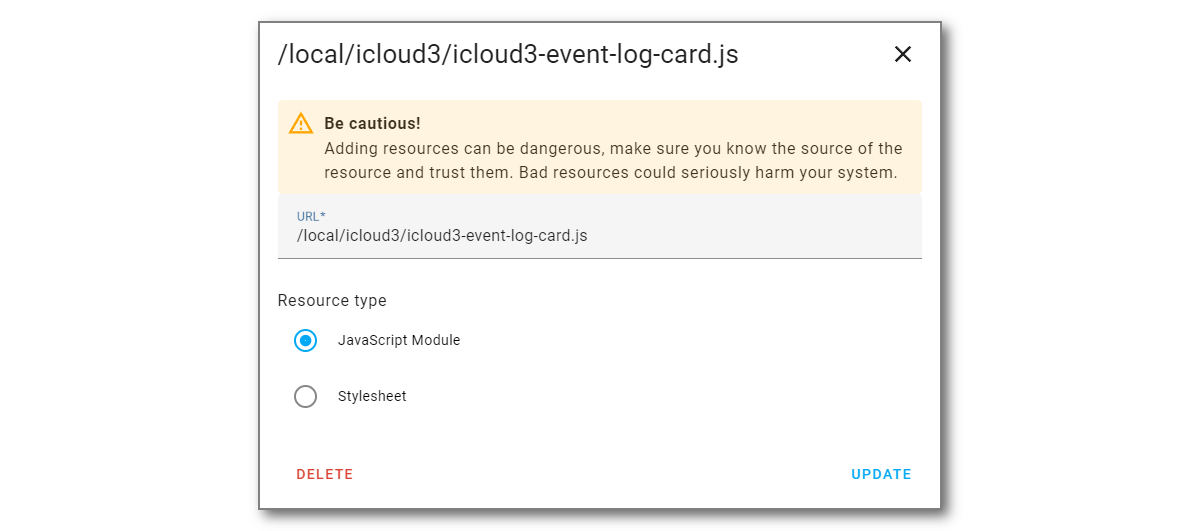 /local/icloud3/icloud3-event-log-card.js
Be cautious!
Adding resources can be dangerous, make sure you know the source of the
resource and trust them. Bad resources could seriously harm your system.
URL*
/local/icloud3/icloud3-event-log-card.js
Resource type
JavaScript Module
Stylesheet
DELETE
UPDATE